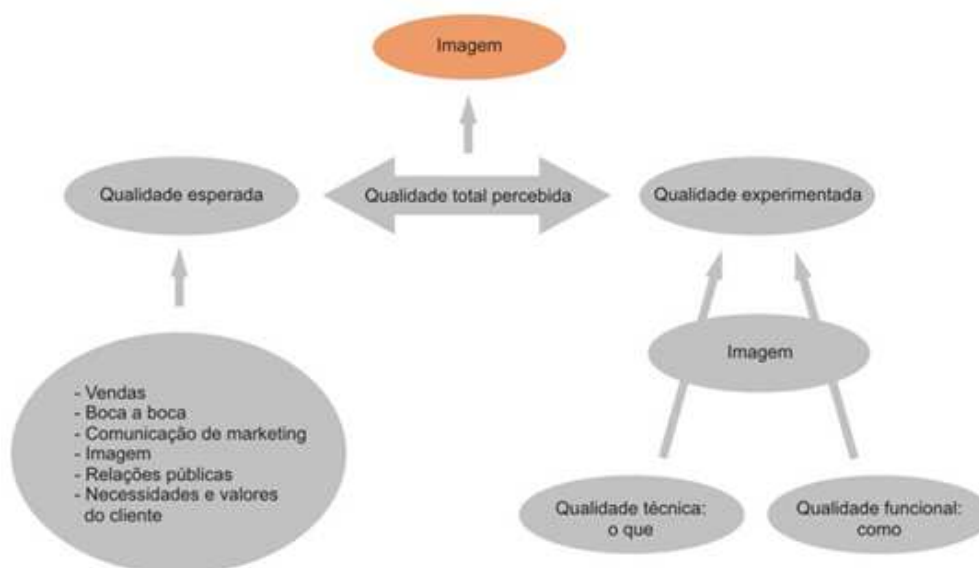 Imagem
Qualidade esperada
Qualidade total percebida
Qualidade experimentada
Imagem
- Vendas
- Boca a boca
- Comunicação de marketing
- Imagem
- Relações públicas
- Necessidades e valores
do cliente
Qualidade técnica:
o que
Qualidade funcional:
como